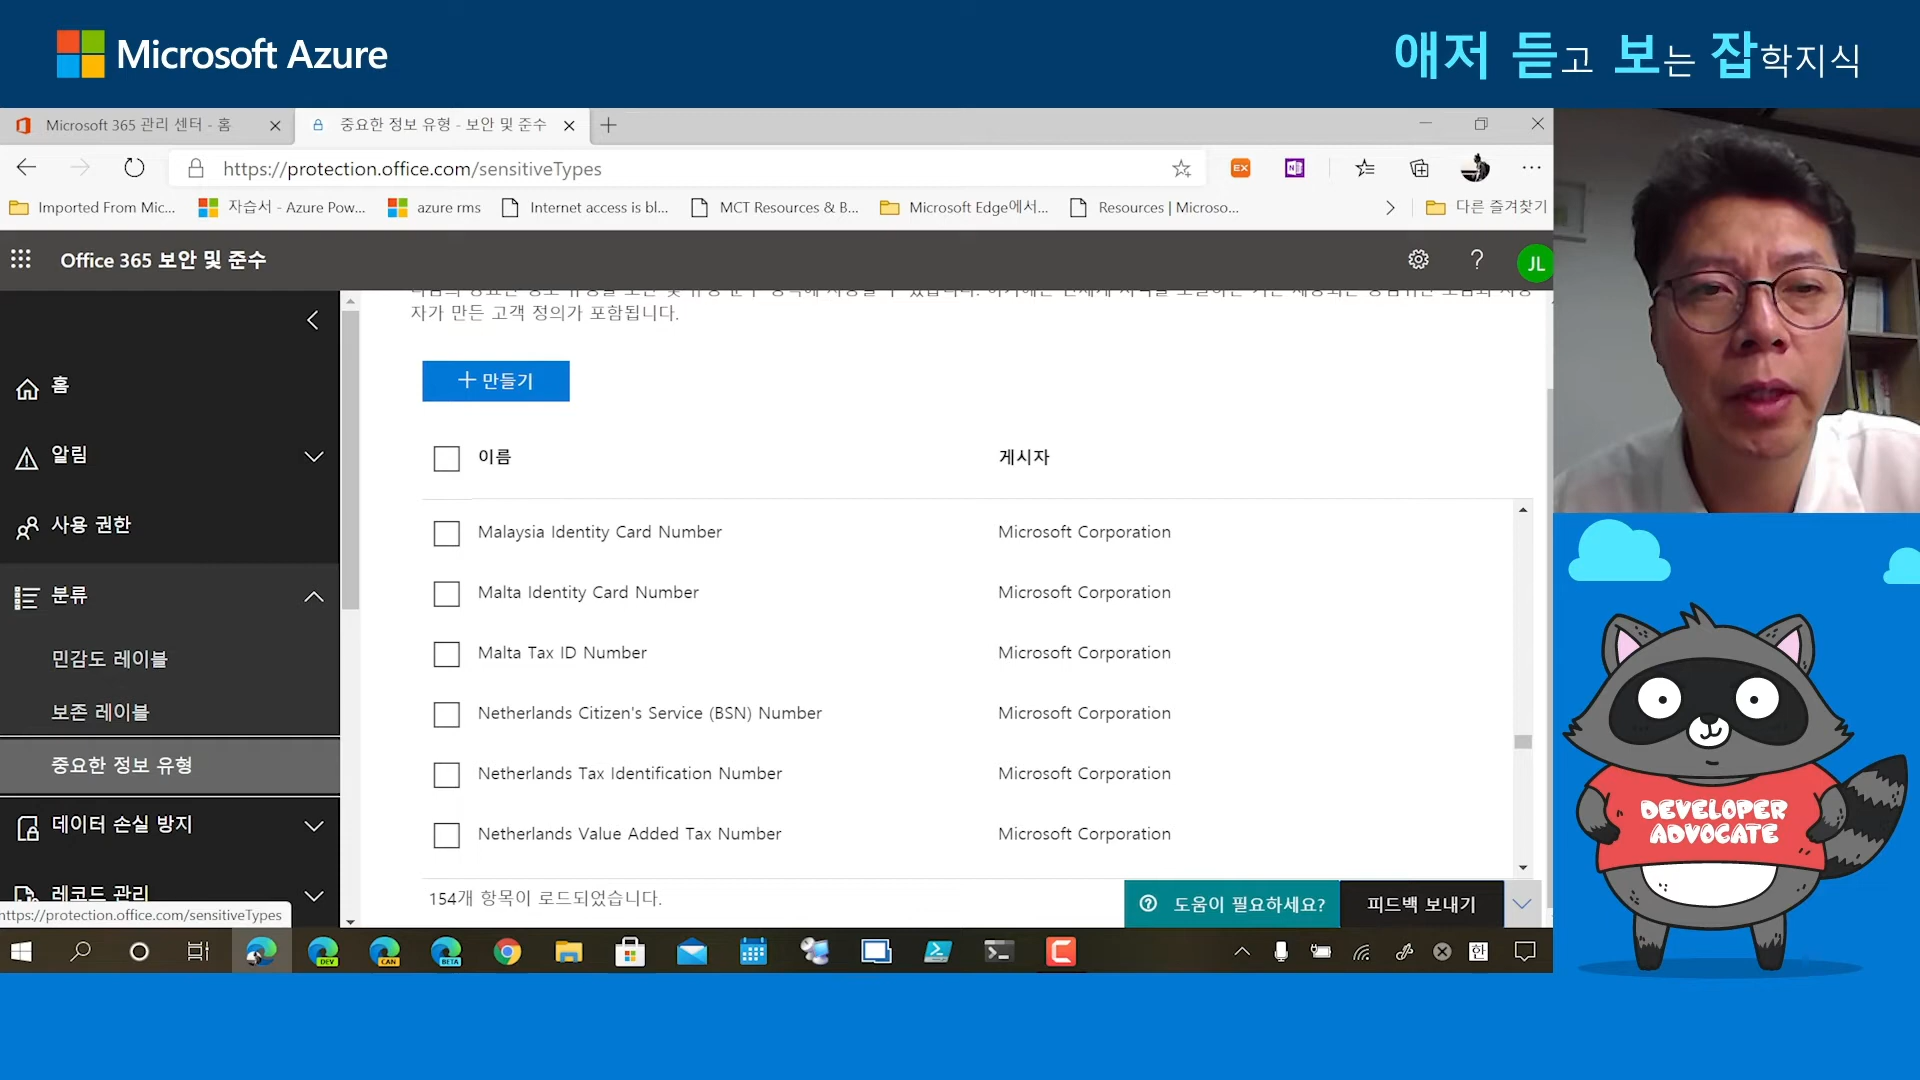 Microsoft Azure
애저 듣고 보는 잡학지식
Microsoft 365 관리 센터 - 홈
중요한 정보 유형 - 보안 및 준수
https://protection.office.com/sensitiveTypes
EX
Imported From Mic...
자습서 - Azure Pow...
azure rms
Internet access is bl...
MCT Resources & B...
Microsoft Edge에서...
Resources | Microso...
다른 즐겨찾기
Office 365 보안 및 준수
JL
자가 만든 고객 정의가 포함됩니다.
홈
알림
사용 권한
분류
민감도 레이블
보존 레이블
중요한 정보 유형
데이터 손실 방지
레코드 관리
+ 만들기
이름
게시자
Malaysia Identity Card Number
Microsoft Corporation
Malta Identity Card Number
Microsoft Corporation
Malta Tax ID Number
Microsoft Corporation
Netherlands Citizen's Service (BSN) Number
Microsoft Corporation
Netherlands Tax Identification Number
Microsoft Corporation
Netherlands Value Added Tax Number
Microsoft Corporation
154개 항목이 로드되었습니다.
도움이 필요하세요?
피드백 보내기
https://protection.office.com/sensitiveTypes
DEV
CAN
BETA
한
DEVELOPER
ADVOCATE